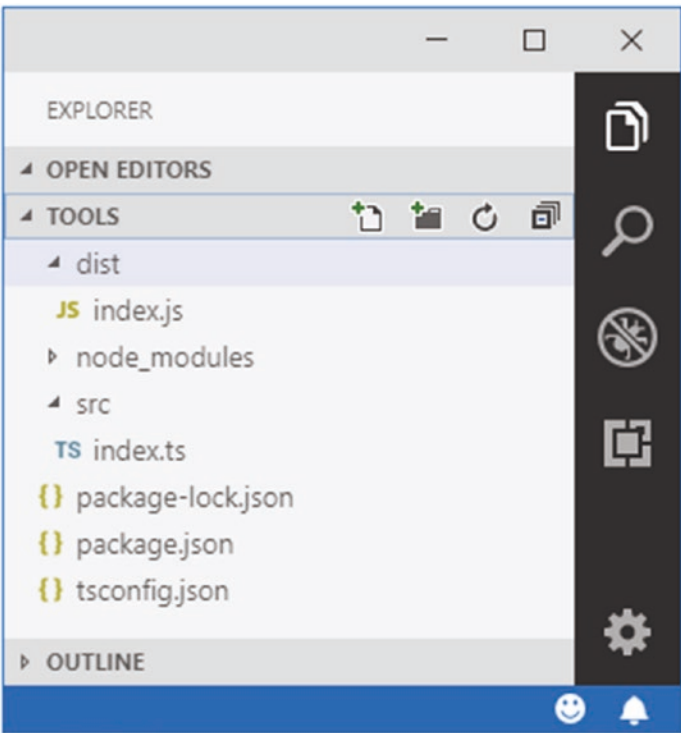 EXPLORER
OPEN EDITORS
TOOLS
dist
JS index.js
node_modules
src
TS index.ts
{} package-lock.json
{} package.json
{} tsconfig.json
OUTLINE